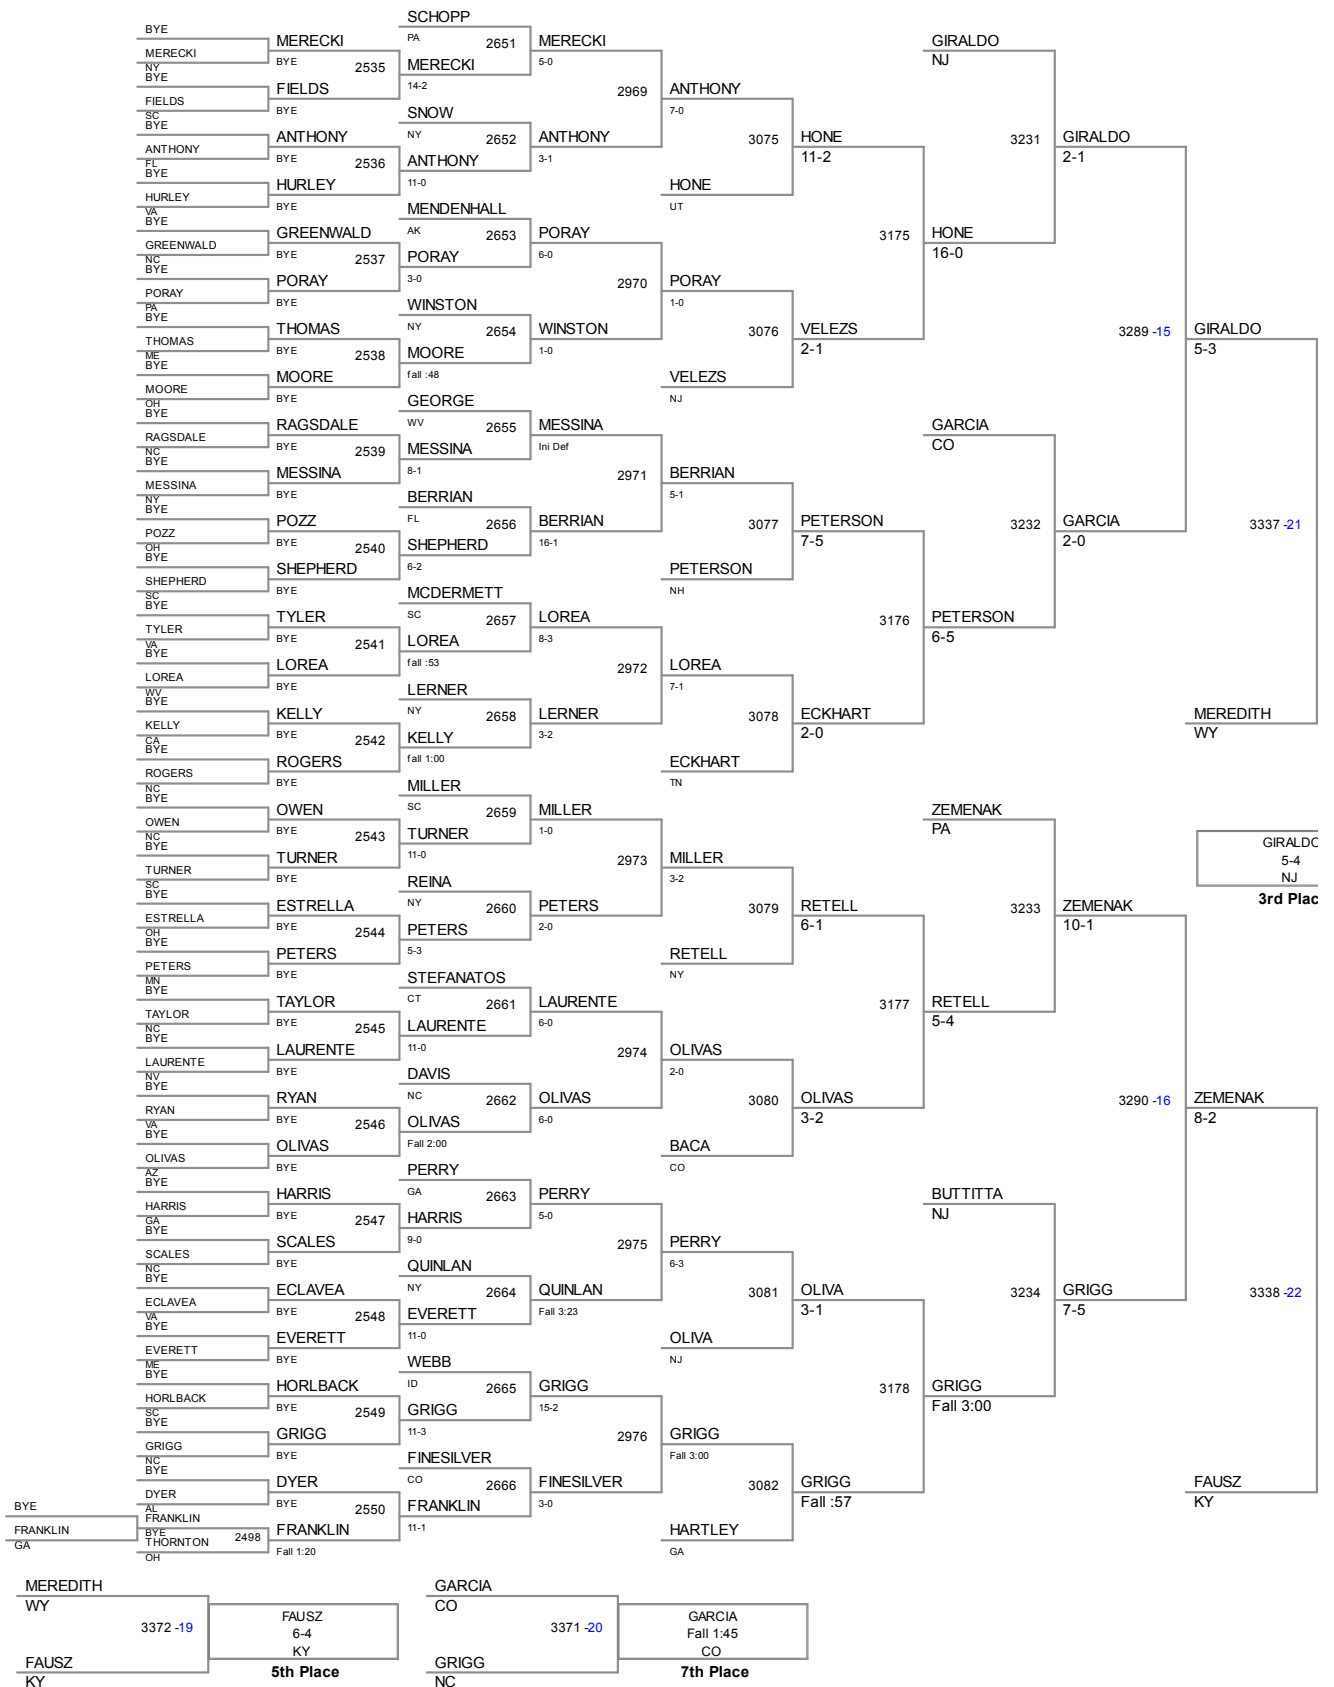 BYE
MERECKI
NY
BYE
FIELDS
SC
BYE
ANTHONY
FL
BYE
HURLEY
VA
BYE
GREENWALD
NC
BYE
PORAY
PA
BYE
THOMAS
ME
BYE
MOORE
OH
BYE
RAGSDALE
NC
BYE
MESSINA
NY
BYE
POZZ
OH
BYE
SHEPHERD
SC
BYE
TYLER
VA
BYE
LOREA
WV
BYE
KELLY
CA
BYE
ROGERS
NC
BYE
OWEN
NC
BYE
TURNER
SC
BYE
ESTRELLA
OH
BYE
PETERS
MN
BYE
TAYLOR
NC
BYE
LAURENTE
NV
BYE
RYAN
VA
BYE
OLIVAS
AZ
BYE
HARRIS
GA
BYE
SCALES
NC
BYE
ECLAVEA
VA
BYE
EVERETT
ME
BYE
HORLBACK
SC
BYE
GRIGG
NC
BYE
DYER
AL
BYE
FRANKLIN
GA
FRANKLIN
BYE
THORNTON
OH
2498
MERECKI
BYE
2535
FIELDS
BYE
ANTHONY
BYE
2536
HURLEY
BYE
GREENWALD
BYE
2537
PORAY
BYE
THOMAS
BYE
2538
MOORE
BYE
RAGSDALE
BYE
2539
MESSINA
BYE
POZZ
BYE
2540
SHEPHERD
BYE
TYLER
BYE
2541
LOREA
BYE
KELLY
BYE
2542
ROGERS
BYE
OWEN
BYE
2543
TURNER
BYE
ESTRELLA
BYE
2544
PETERS
BYE
TAYLOR
BYE
2545
LAURENTE
BYE
RYAN
BYE
2546
OLIVAS
BYE
HARRIS
BYE
2547
SCALES
BYE
ECLAVEA
BYE
2548
EVERETT
BYE
HORLBACK
BYE
2549
GRIGG
BYE
DYER
BYE
2550
FRANKLIN
Fall 1:20
SCHOPP
PA
2651
MERECKI
14-2
SNOW
NY
2652
ANTHONY
11-0
MENDENHALL
AK
2653
PORAY
3-0
WINSTON
NY
2654
MOORE
fall :48
GEORGE
WV
2655
MESSINA
8-1
BERRIAN
FL
2656
SHEPHERD
6-2
MCDERMETT
SC
2657
LOREA
fall :53
LERNER
NY
2658
KELLY
fall 1:00
MILLER
SC
2659
TURNER
11-0
REINA
NY
2660
PETERS
5-3
STEFANATOS
CT
2661
LAURENTE
11-0
DAVIS
NC
2662
OLIVAS
Fall 2:00
PERRY
GA
2663
HARRIS
9-0
QUINLAN
NY
2664
EVERETT
11-0
WEBB
ID
2665
GRIGG
11-3
FINESILVER
CO
2666
FRANKLIN
11-1
MERECKI
5-0
2969
ANTHONY
3-1
PORAY
6-0
2970
WINSTON
1-0
MESSINA
Ini Def
2971
BERRIAN
16-1
LOREA
8-3
2972
LERNER
3-2
MILLER
1-0
2973
PETERS
2-0
LAURENTE
6-0
2974
OLIVAS
6-0
PERRY
5-0
2975
QUINLAN
Fall 3:23
GRIGG
15-2
2976
FINESILVER
3-0
ANTHONY
7-0
3075
HONE
UT
PORAY
1-0
3076
VELEZS
NJ
BERRIAN
5-1
3077
PETERSON
NH
LOREA
7-1
3078
ECKHART
TN
MILLER
3-2
3079
RETELL
NY
OLIVAS
2-0
3080
BACA
CO
PERRY
6-3
3081
OLIVA
NJ
GRIGG
Fall 3:00
3082
HARTLEY
GA
HONE
11-2
3175
VELEZS
2-1
PETERSON
7-5
3176
ECKHART
2-0
RETELL
6-1
3177
OLIVAS
3-2
OLIVA
3-1
3178
GRIGG
Fall :57
GIRALDO
NJ
3231
HONE
16-0
GARCIA
CO
3232
PETERSON
6-5
ZEMENAK
PA
3233
RETELL
5-4
BUTTITTA
NJ
3234
GRIGG
Fall 3:00
GIRALDO
2-1
3289 -15
GARCIA
2-0
ZEMENAK
10-1
3290 -16
GRIGG
7-5
GIRALDO
5-3
3337 -21
MEREDITH
WY
ZEMENAK
8-2
3338 -22
FAUSZ
KY
GIRALDO
5-4
NJ
3rd Plac
MEREDITH
WY
3372 -19
FAUSZ
KY
FAUSZ
6-4
KY
5th Place
GARCIA
CO
3371 -20
GRIGG
NC
GARCIA
Fall 1:45
CO
7th Place